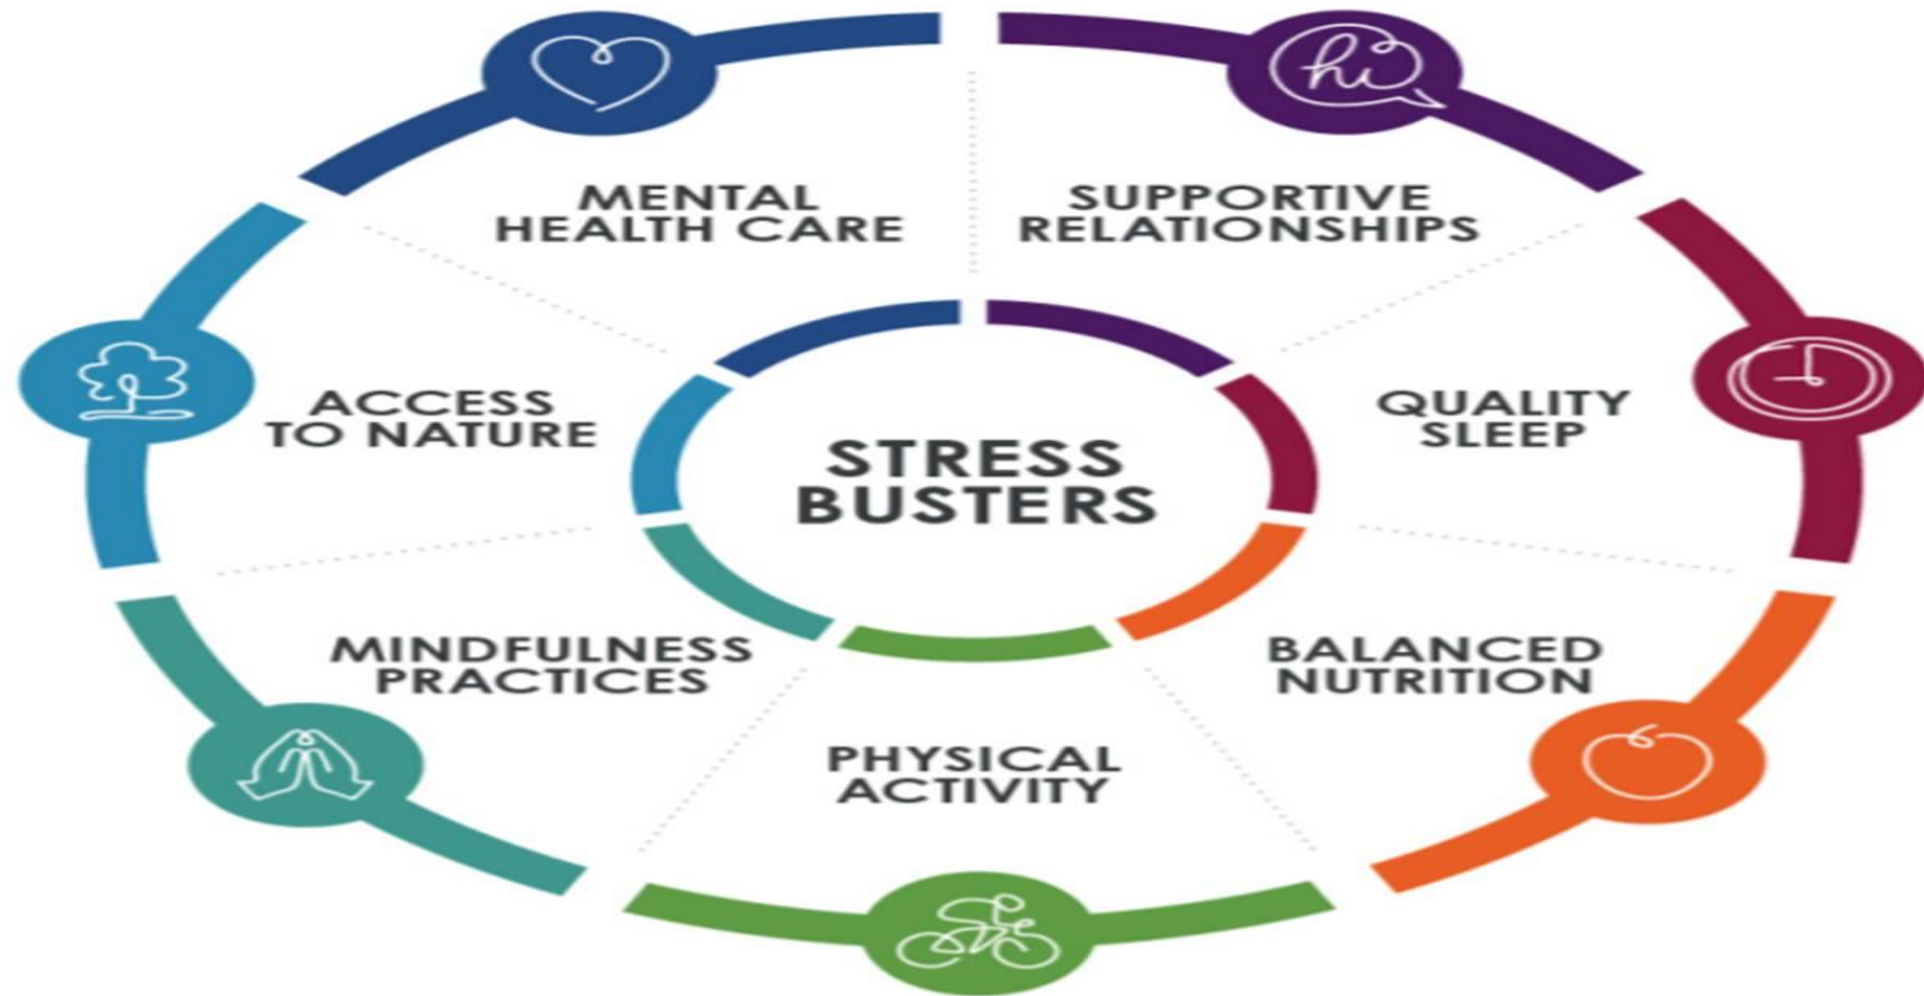 hi
MENTAL
HEALTH CARE
SUPPORTIVE
RELATIONSHIPS
ACCESS
TO NATURE
QUALITY
SLEEP
STRESS
BUSTERS
MINDFULNESS
PRACTICES
BALANCED
NUTRITION
PHYSICAL
ACTIVITY